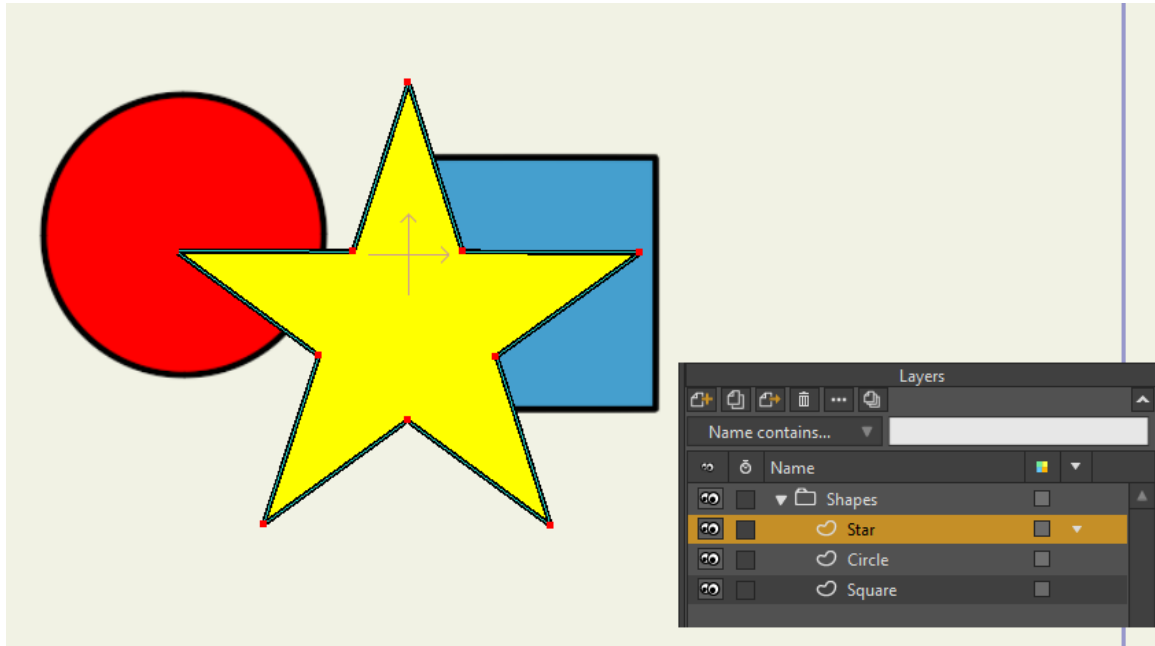 Layers
Name contains...
Name
Shapes
Star
Circle
Square